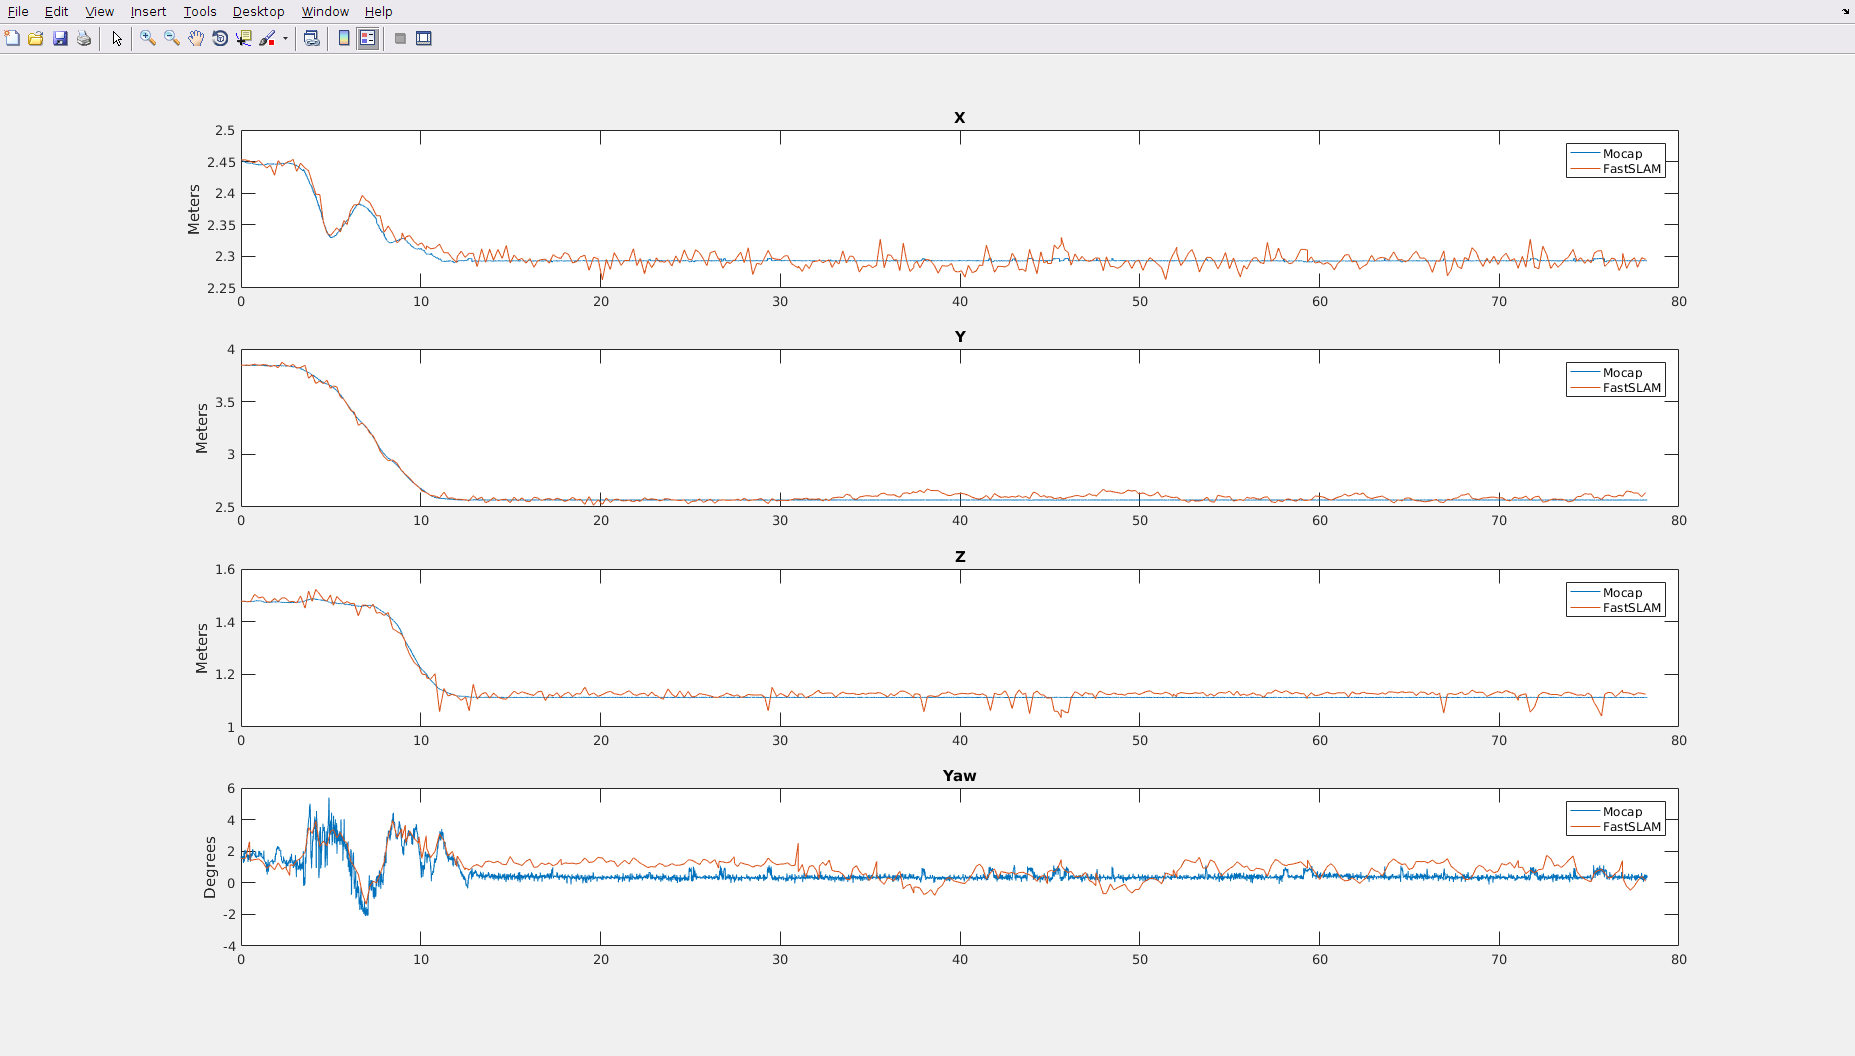 File Edit View Insert Tools Desktop Window Help
X
2.5
2.45
2.4
2.35
2.3
2.25
Meters
0 10 20 30 40 50 60 70 80
Mocap
FastSLAM
Y
4
3.5
3
2.5
Meters
0 10 20 30 40 50 60 70 80
Mocap
FastSLAM
Z
1.6
1.4
1.2
1
Meters
0 10 20 30 40 50 60 70 80
Mocap
FastSLAM
Yaw
6
4
2
0
-2
-4
Degrees
0 10 20 30 40 50 60 70 80
Mocap
FastSLAM